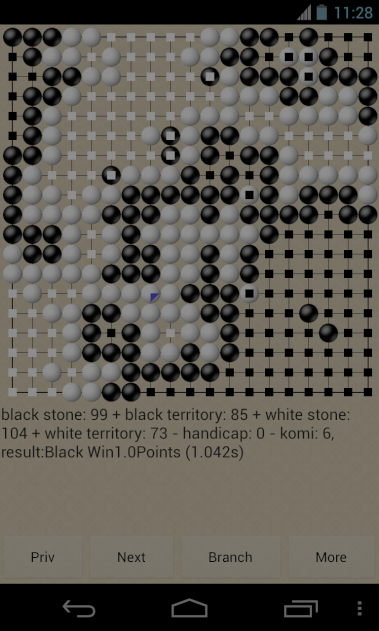 11:28
black stone: 99 + black territory: 85 + white stone:
104 + white territory: 73 - handicap: 0 - komi: 6,
result:Black Win1.0Points (1.042s)
Priv Next Branch More